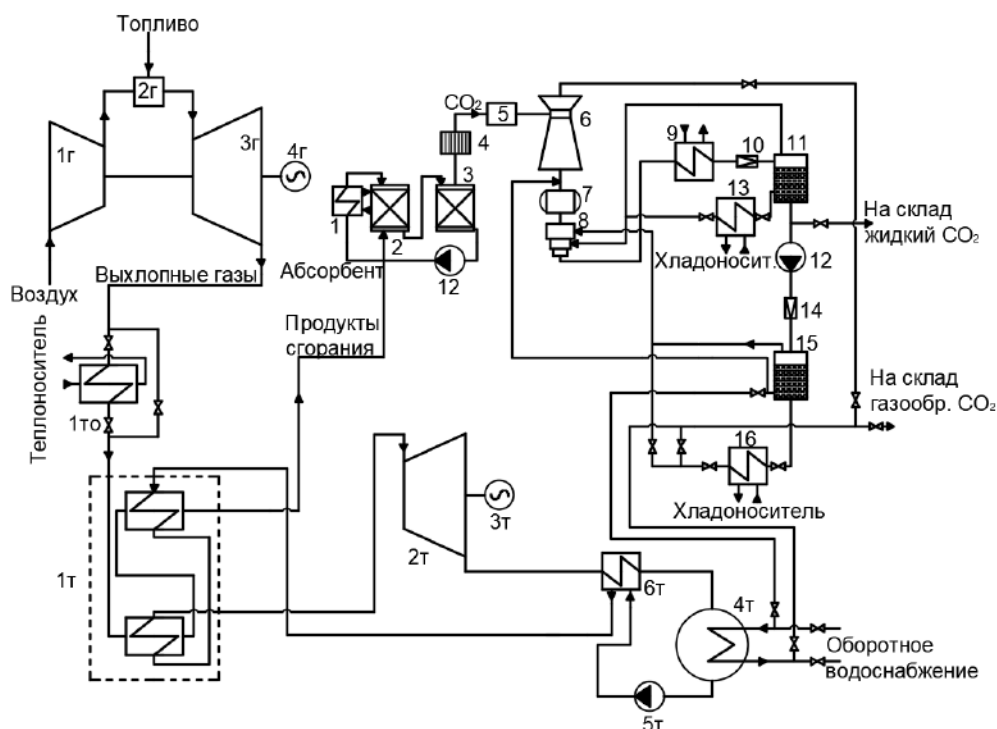 Топливо
2г
1г
3г
4г
Воздух
Выхлопные газы
Теплоноситель
1то
1т
CO₂
1
2
3
4
5
6
7
8
9
10
11
Абсорбент
12
Продукты
сгорания
13
Хладоносит.
На склад
жидкий CO₂
12
14
15
На склад
газообр. CO₂
16
Хладоноситель
2т
3т
6т
4т
5т
Оборотное
водоснабжение